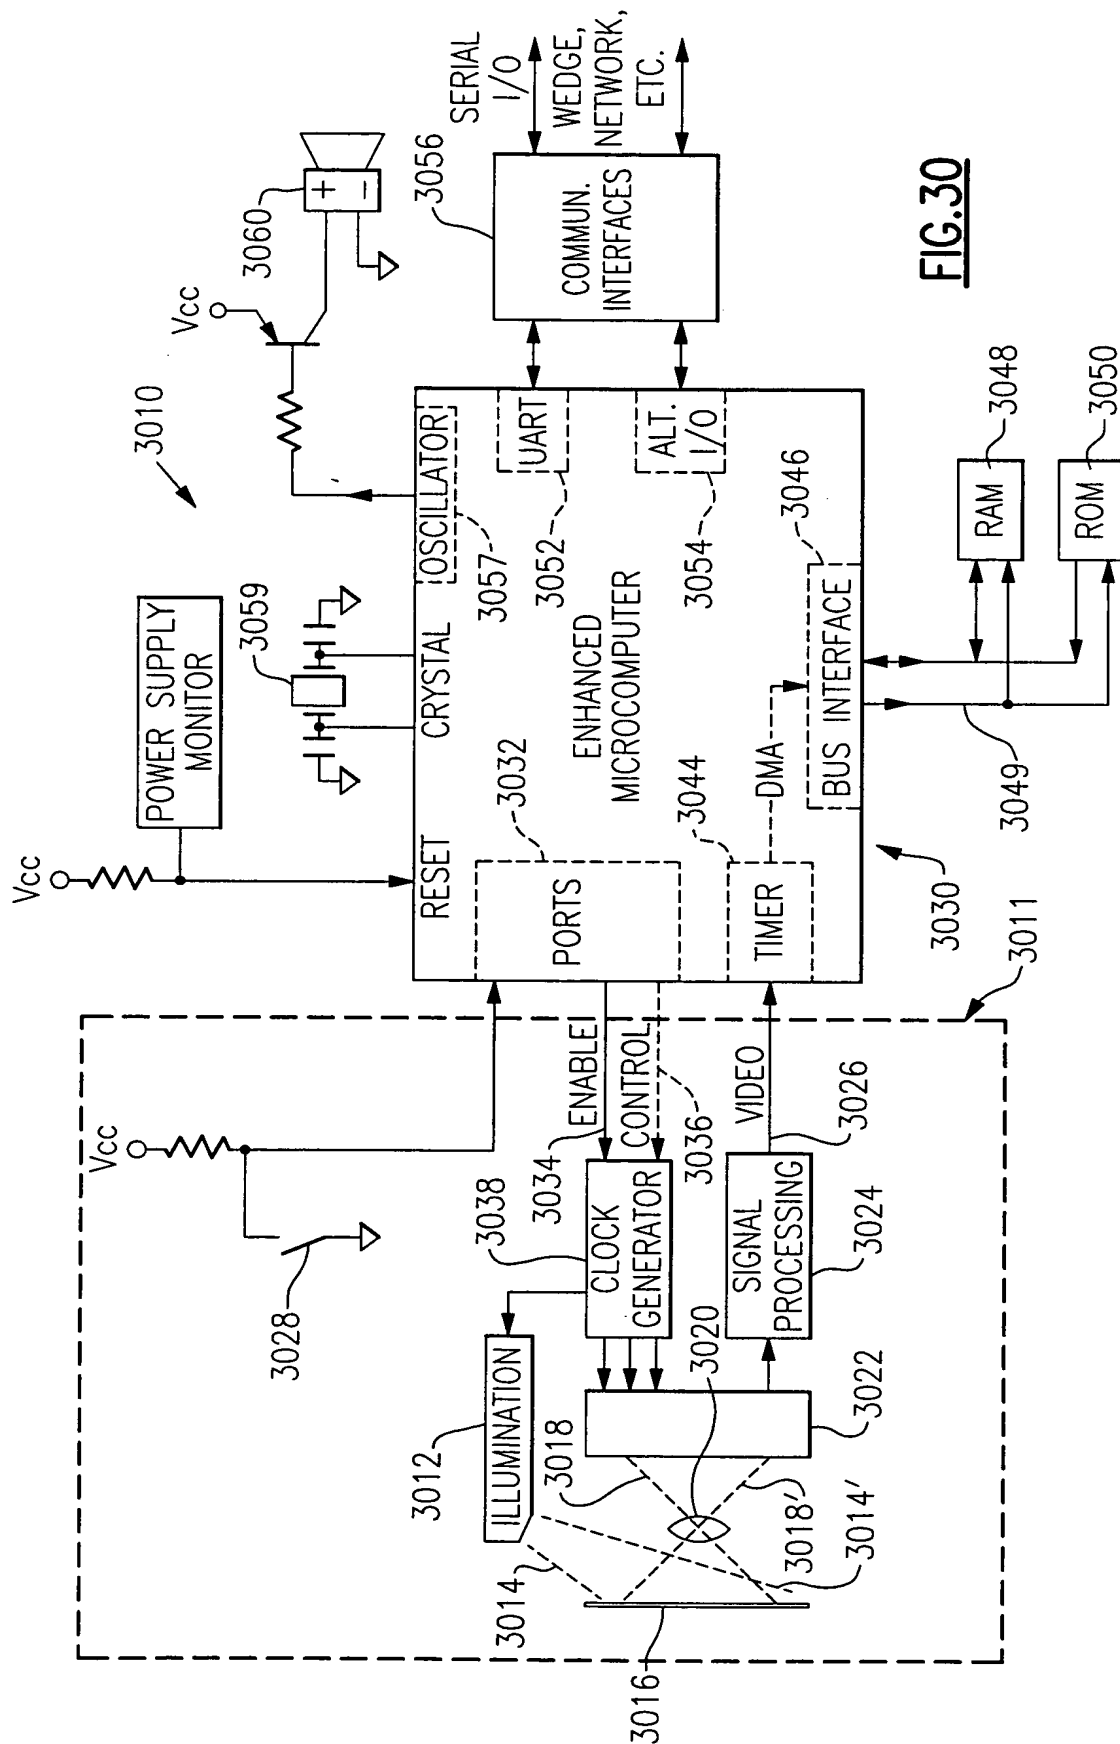 3010
Vcc
POWER SUPPLY
MONITOR
3059
Vcc
3060
SERIAL
I/O
WEDGE,
NETWORK,
ETC.
3056
COMMUN.
INTERFACES
RESET
CRYSTAL
OSCILLATOR
3057
UART
3052
ALT.
I/O
3054
ENHANCED
MICROCOMPUTER
PORTS
3032
TIMER
3044
DMA
BUS INTERFACE
3046
3030
3049
RAM
3048
ROM
3050
3011
Vcc
3028
ENABLE
3034
CONTROL
3036
CLOCK
GENERATOR
3038
VIDEO
3026
SIGNAL
PROCESSING
3024
ILLUMINATION
3012
3014
3018
3020
3022
3018'
3014'
3016
FIG.30